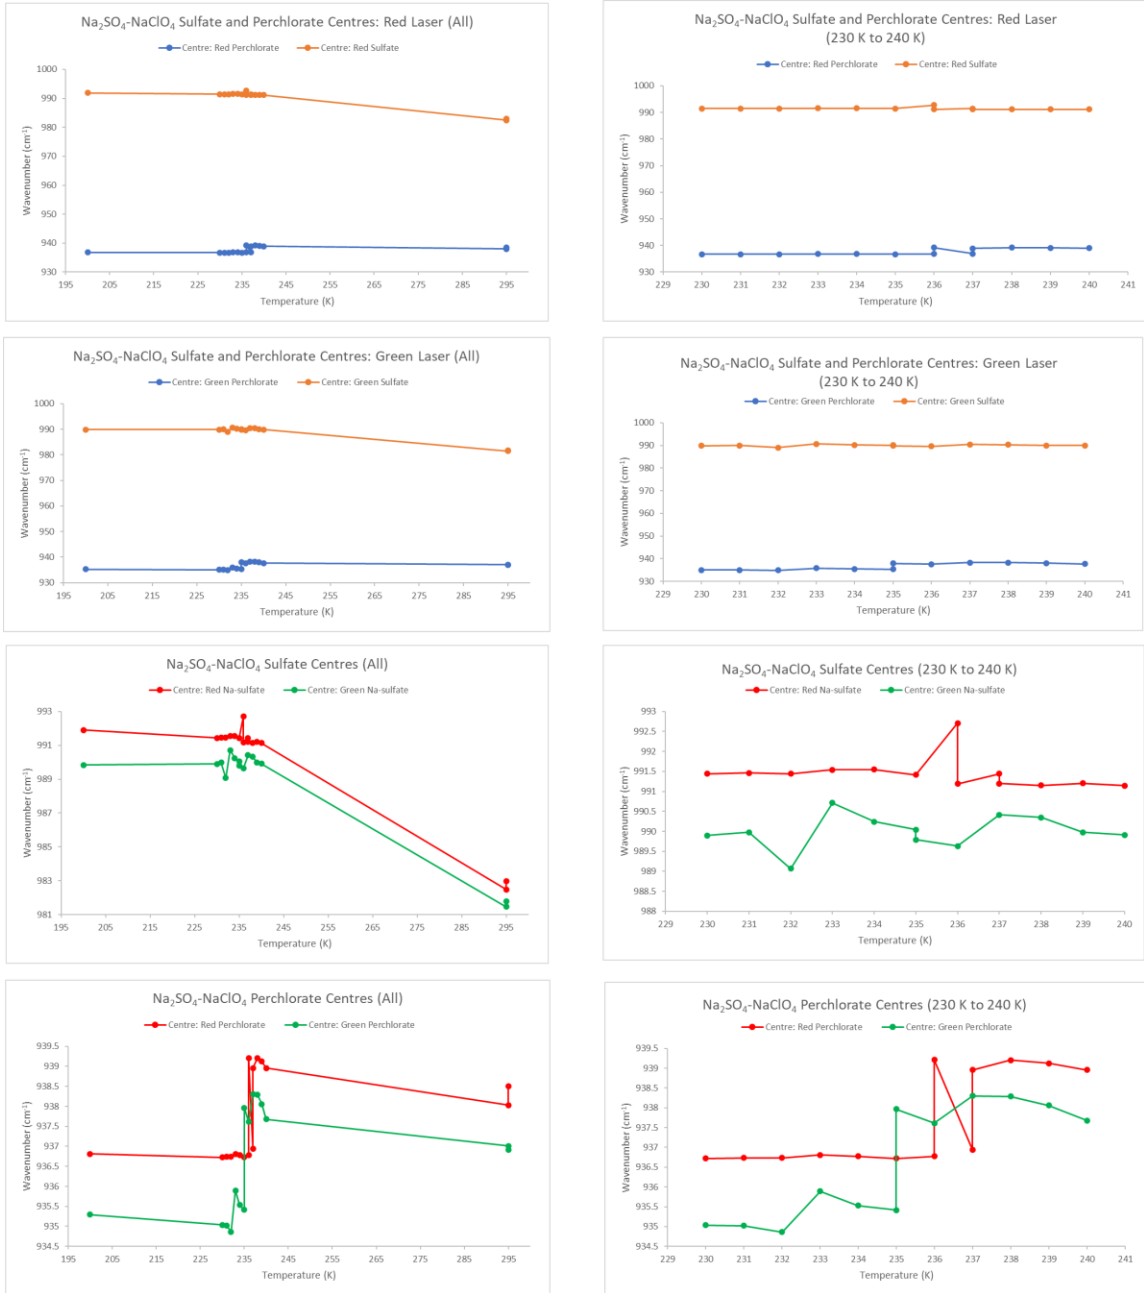 Na₂SO₄-NaClO₄ Sulfate and Perchlorate Centres: Red Laser (All)
Centre: Red Perchlorate Centre: Red Sulfate
Wavenumber (cm⁻¹)
1000
990
980
970
960
950
940
930
195 205 215 225 235 245 255 265 275 285 295
Temperature (K)
Na₂SO₄-NaClO₄ Sulfate and Perchlorate Centres: Red Laser
(230 K to 240 K)
Centre: Red Perchlorate Centre: Red Sulfate
Wavenumber (cm⁻¹)
1000
990
980
970
960
950
940
930
229 230 231 232 233 234 235 236 237 238 239 240 241
Temperature (K)
Na₂SO₄-NaClO₄ Sulfate and Perchlorate Centres: Green Laser (All)
Centre: Green Perchlorate Centre: Green Sulfate
Wavenumber (cm⁻¹)
1000
990
980
970
960
950
940
930
195 205 215 225 235 245 255 265 275 285 295
Temperature (K)
Na₂SO₄-NaClO₄ Sulfate and Perchlorate Centres: Green Laser
(230 K to 240 K)
Centre: Green Perchlorate Centre: Green Sulfate
Wavenumber (cm⁻¹)
1000
990
980
970
960
950
940
930
229 230 231 232 233 234 235 236 237 238 239 240 241
Temperature (K)
Na₂SO₄-NaClO₄ Sulfate Centres (All)
Centre: Red Na-sulfate Centre: Green Na-sulfate
Wavenumber (cm⁻¹)
993
991
989
987
985
983
981
195 205 215 225 235 245 255 265 275 285 295
Temperature (K)
Na₂SO₄-NaClO₄ Sulfate Centres (230 K to 240 K)
Centre: Red Na-sulfate Centre: Green Na-sulfate
Wavenumber (cm⁻¹)
993
992.5
992
991.5
991
990.5
990
989.5
989
988.5
988
229 230 231 232 233 234 235 236 237 238 239 240
Temperature (K)
Na₂SO₄-NaClO₄ Perchlorate Centres (All)
Centre: Red Perchlorate Centre: Green Perchlorate
Wavenumber (cm⁻¹)
939.5
939
938.5
938
937.5
937
936.5
936
935.5
935
934.5
195 205 215 225 235 245 255 265 275 285 295
Temperature (K)
Na₂SO₄-NaClO₄ Perchlorate Centres (230 K to 240 K)
Centre: Red Perchlorate Centre: Green Perchlorate
Wavenumber (cm⁻¹)
939.5
939
938.5
938
937.5
937
936.5
936
935.5
935
934.5
229 230 231 232 233 234 235 236 237 238 239 240 241
Temperature (K)